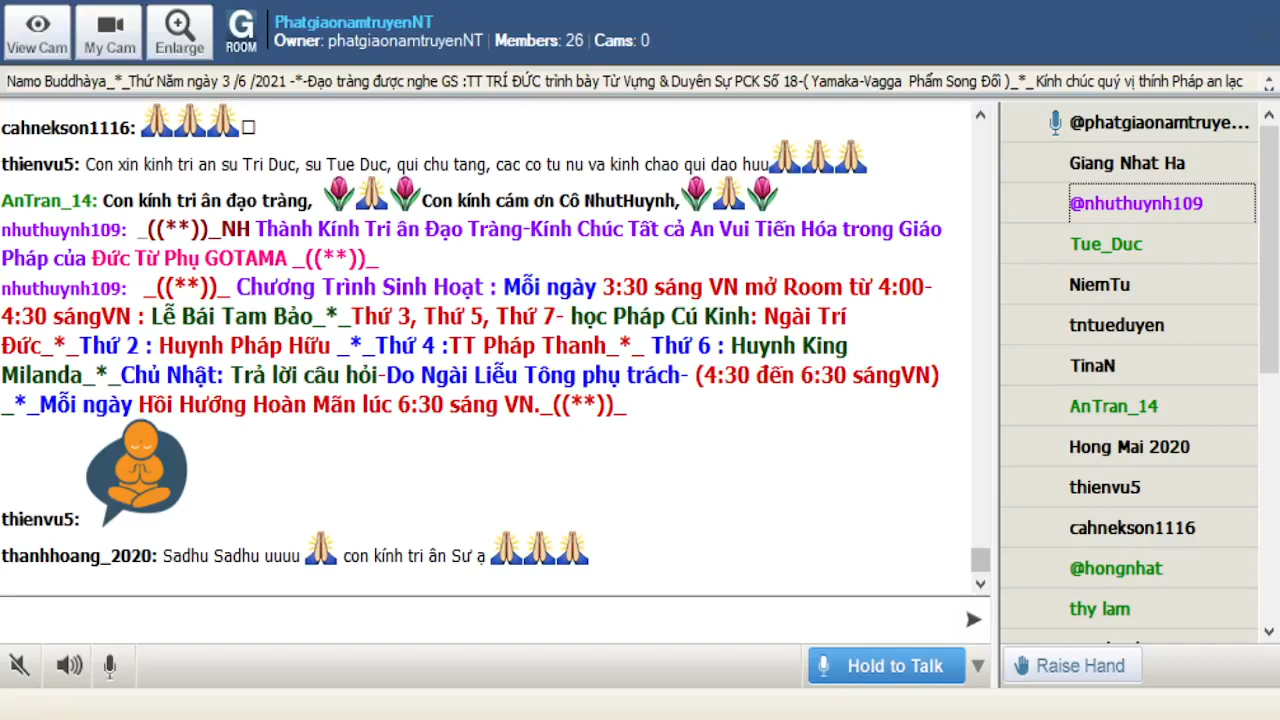 View Cam
My Cam
Enlarge
G
ROOM
PhatgiaonamtruyenNT
Owner: phatgiaonamtruyenNT | Members: 26 | Cams: 0
Namo Buddhàya_*_Thứ Năm ngày 3 /6 /2021 -*-Đạo tràng được nghe GS :TT TRÍ ĐỨC trình bày Từ Vựng & Duyên Sự PCK Số 18-( Yamaka-Vagga Phẩm Song Đối )_*_ Kính chúc quý vị thính Pháp an lạc
cahnekson1116:
thienvu5: Con xin kinh tri an su Tri Duc, su Tue Duc, qui chu tang, cac co tu nu va kinh chao qui dao huu
AnTran_14: Con kính tri ân đạo tràng, Con kính cám ơn Cô NhutHuynh,
nhuthuynh109: _((**))_NH Thành Kính Tri ân Đạo Tràng-Kính Chúc Tất cả An Vui Tiến Hóa trong Giáo
Pháp của Đức Từ Phụ GOTAMA _((**))_
nhuthuynh109: _((**))_ Chương Trình Sinh Hoạt : Mỗi ngày 3:30 sáng VN mở Room từ 4:00-
4:30 sángVN : Lễ Bái Tam Bảo_*_Thứ 3, Thứ 5, Thứ 7- học Pháp Cú Kinh: Ngài Trí
Đức_*_Thứ 2 : Huynh Pháp Hữu _*_Thứ 4 :TT Pháp Thanh_*_ Thứ 6 : Huynh King
Milanda_*_Chủ Nhật: Trả lời câu hỏi-Do Ngài Liễu Tông phụ trách- (4:30 đến 6:30 sángVN)
_*_Mỗi ngày Hồi Hướng Hoàn Mãn lúc 6:30 sáng VN._((**))_
thienvu5:
thanhhoang_2020: Sadhu Sadhu uuuu con kính tri ân Sư ạ
@phatgiaonamtruye...
Giang Nhat Ha
@nhuthuynh109
Tue_Duc
NiemTu
tntueduyen
TinaN
AnTran_14
Hong Mai 2020
thienvu5
cahnekson1116
@hongnhat
thy lam
Hold to Talk
Raise Hand